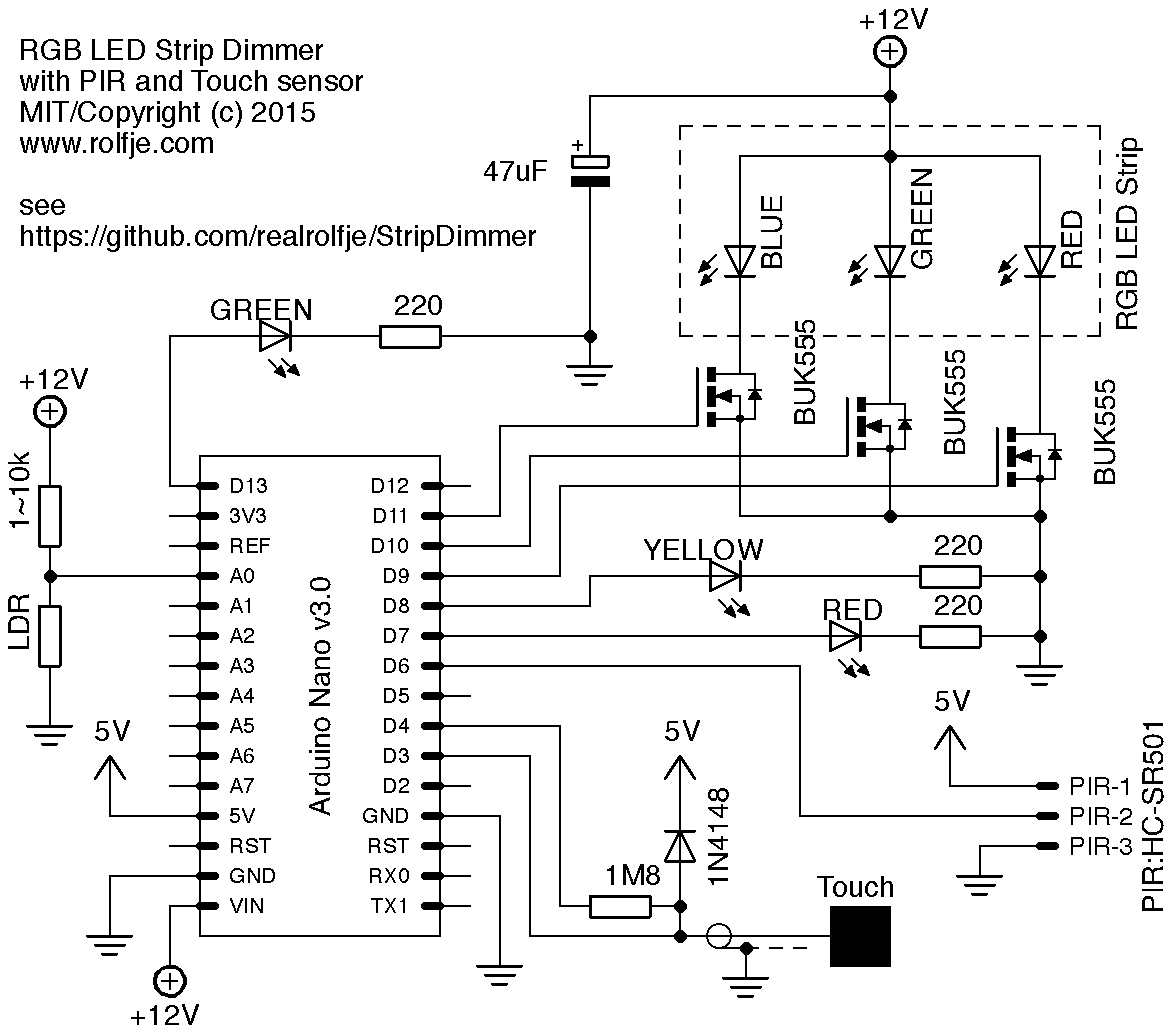 RGB LED Strip Dimmer
with PIR and Touch sensor
MIT/Copyright (c) 2015
www.rolfje.com
see
https://github.com/realrolfje/StripDimmer
+12V
+
47uF
BLUE
GREEN
RED
RGB LED Strip
GREEN
220
BUK555
BUK555
BUK555
+12V
1~10k
LDR
D13
3V3
REF
A0
A1
A2
A3
A4
A5
A6
A7
5V
RST
GND
VIN
Arduino Nano v3.0
D12
D11
D10
D9
D8
D7
D6
D5
D4
D3
D2
GND
RST
RX0
TX1
YELLOW
220
RED
220
5V
+12V
5V
1N4148
1M8
Touch
5V
PIR-1
PIR-2
PIR-3
PIR:HC-SR501